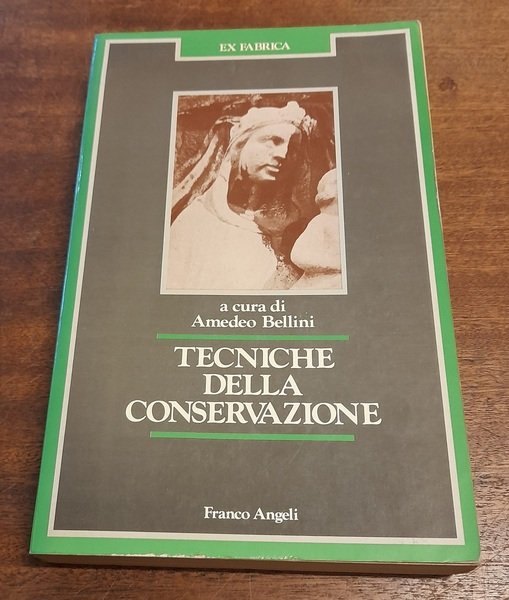 EX FABRICA
a cura di
Amedeo Bellini
TECNICHE
DELLA
CONSERVAZIONE
Franco Angeli